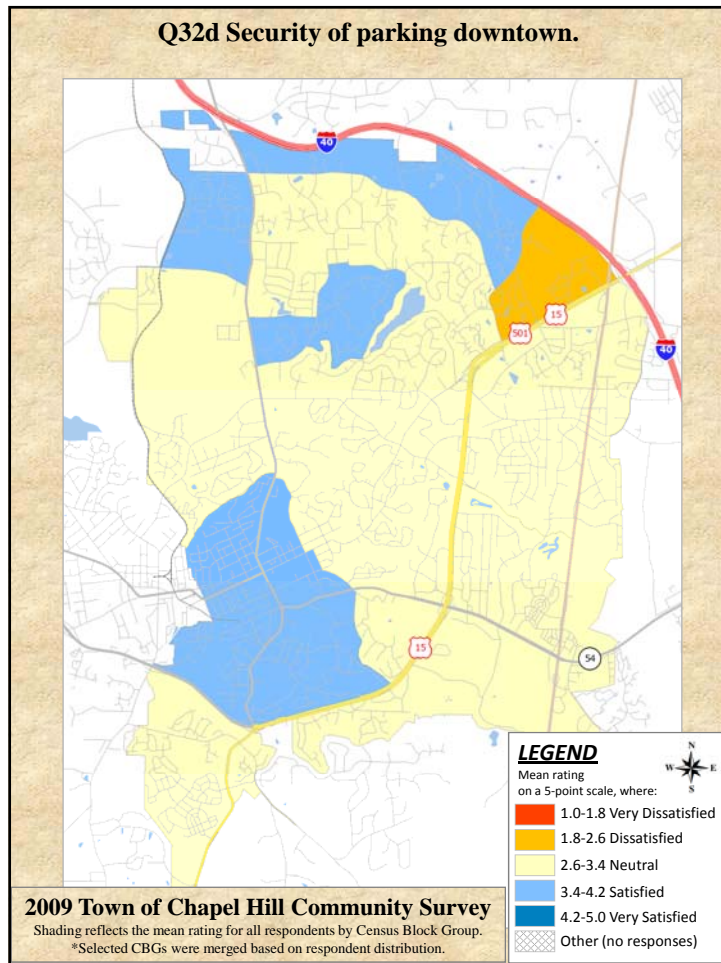 Q32d Security of parking downtown.
40
15
501
40
15
54
LEGEND
Mean rating
on a 5-point scale, where:
N
W E
S
1.0-1.8 Very Dissatisfied
1.8-2.6 Dissatisfied
2.6-3.4 Neutral
3.4-4.2 Satisfied
4.2-5.0 Very Satisfied
Other (no responses)
2009 Town of Chapel Hill Community Survey
Shading reflects the mean rating for all respondents by Census Block Group.
*Selected CBGs were merged based on respondent distribution.